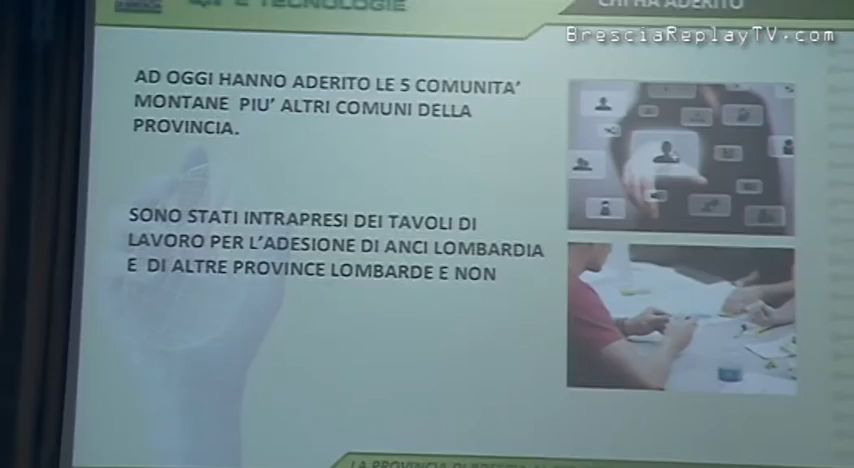 E TECNOLOGIE
CHI HA ADERITO
BresciaReplayTV.com
AD OGGI HANNO ADERITO LE 5 COMUNITA'
MONTANE PIU' ALTRI COMUNI DELLA
PROVINCIA.
SONO STATI INTRAPRESI DEI TAVOLI DI
LAVORO PER L'ADESIONE DI ANCI LOMBARDIA
E DI ALTRE PROVINCE LOMBARDE E NON
LA PROVINCIA DI BRESCIA